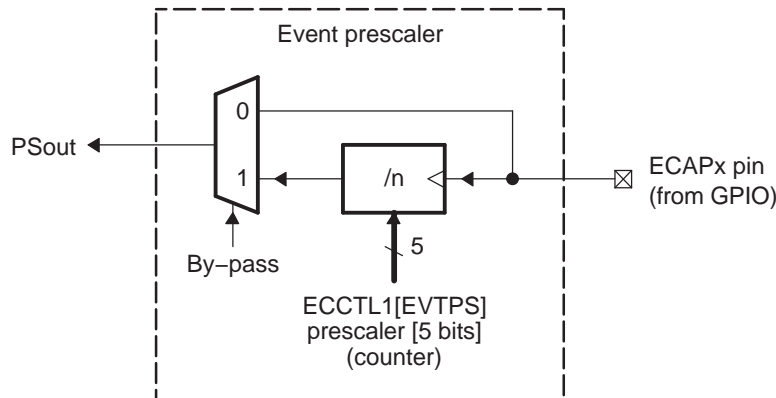 Event prescaler
0
PSout
1
/n
ECAPx pin
(from GPIO)
5
By−pass
ECCTL1[EVTPS]
prescaler [5 bits]
(counter)